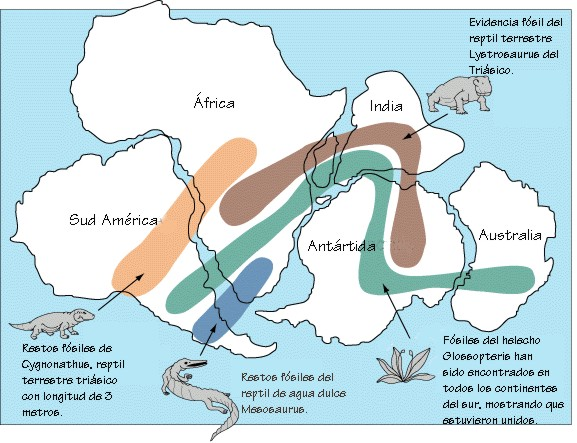 Evidencia fósil del
reptil terrestre
Lystrosaurus del
Triásico.
África
India
Sud América
Antártida
Australia
Restos fósiles de
Cygnonathus, reptil
terrestre triásico
con longitud de 3
metros.
Restos fósiles del
reptil de agua dulce
Mesosaurus.
Fósiles del helecho
Glossopteris han
sido encontrados en
todos los continentes
del sur, mostrando que
estuvieron unidos.